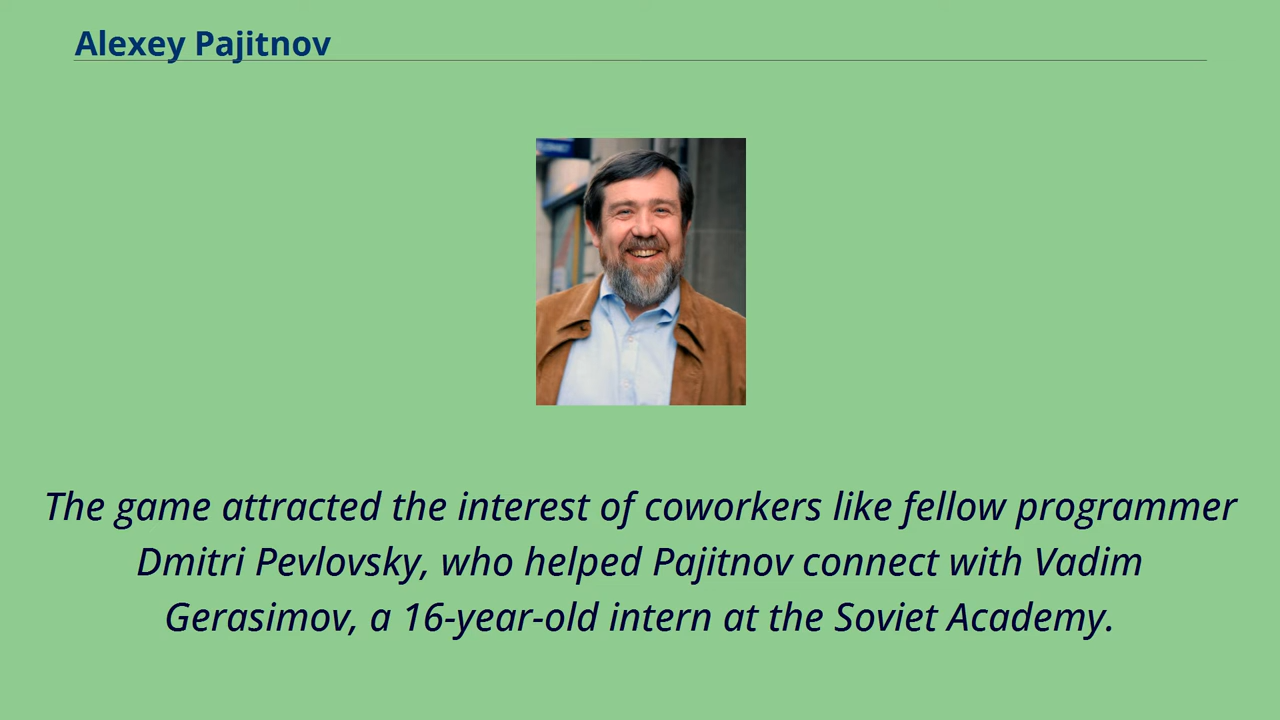 Alexey Pajitnov
The game attracted the interest of coworkers like fellow programmer
Dmitri Pevlovsky, who helped Pajitnov connect with Vadim
Gerasimov, a 16-year-old intern at the Soviet Academy.